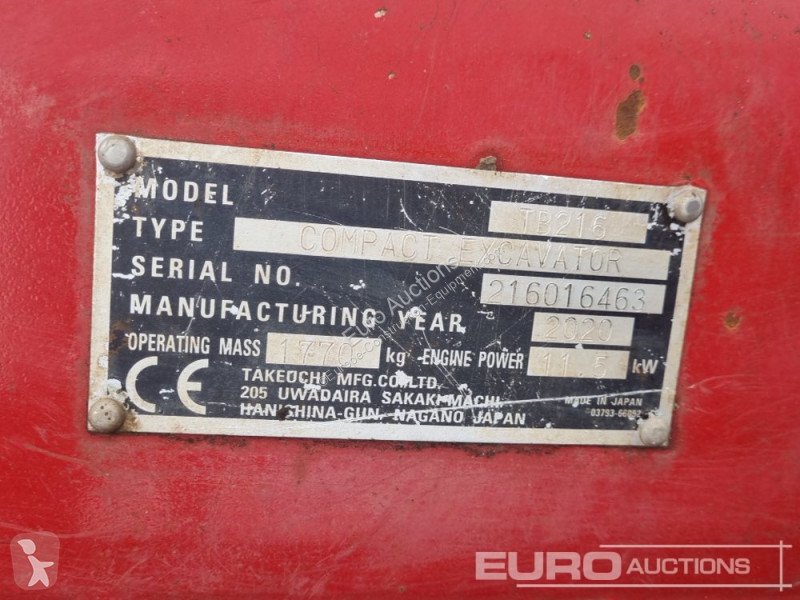 MODEL TB216
TYPE COMPACT EXCAVATOR
SERIAL NO. 216016463
MANUFACTURING YEAR 2020
OPERATING MASS 1770 kg ENGINE POWER 11.5 kW
CE TAKEUCHI MFG.CO.,LTD.
205 UWADAIRA SAKAKI-MACHI,
HANISHINA-GUN, NAGANO JAPAN
MADE IN JAPAN
Euro Auctions
EURO AUCTIONS